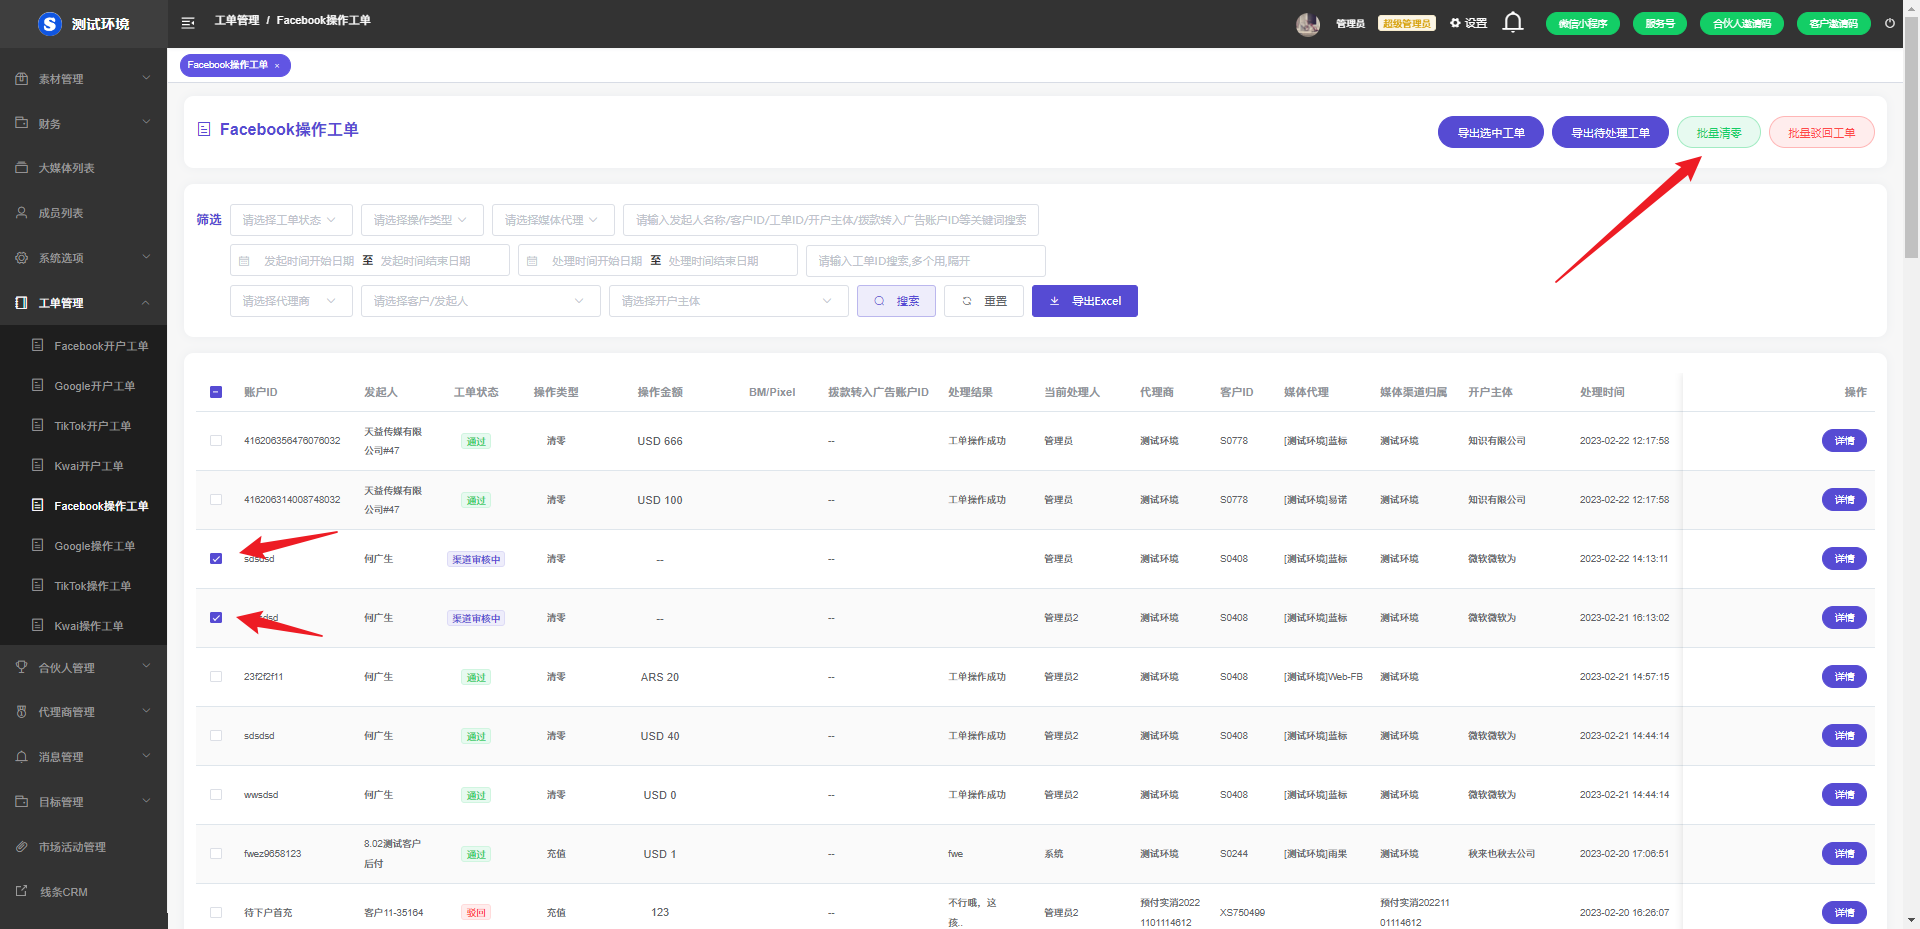 测试环境
工单管理 / Facebook操作工单
管理员
超级管理员
设置
微信小程序
服务号
合伙人邀请码
客户邀请码
Facebook操作工单 ×
素材管理
财务
大媒体列表
成员列表
系统选项
工单管理
Facebook开户工单
Google开户工单
TikTok开户工单
Kwai开户工单
Facebook操作工单
Google操作工单
TikTok操作工单
Kwai操作工单
合伙人管理
代理商管理
消息管理
目标管理
市场活动管理
线条CRM
Facebook操作工单
导出选中工单
导出待处理工单
批量清零
批量驳回工单
筛选
请选择工单状态
请选择操作类型
请选择媒体代理
请输入发起人名称/客户ID/工单ID/开户主体/拨款转入广告账户ID等关键词搜索
发起时间开始日期 至 发起时间结束日期
处理时间开始日期 至 处理时间结束日期
请输入工单ID搜索,多个用,隔开
请选择代理商
请选择客户/发起人
请选择开户主体
搜索
重置
导出Excel
账户ID 发起人 工单状态 操作类型 操作金额 BM/Pixel 拨款转入广告账户ID 处理结果 当前处理人 代理商 客户ID 媒体代理 媒体渠道归属 开户主体 处理时间 操作
416206356476076032 天益传媒有限公司#47 通过 清零 USD 666 -- 工单操作成功 管理员 测试环境 S0778 [测试环境]蓝标 测试环境 知识有限公司 2023-02-22 12:17:58 详情
416206314008748032 天益传媒有限公司#47 通过 清零 USD 100 -- 工单操作成功 管理员 测试环境 S0778 [测试环境]易诺 测试环境 知识有限公司 2023-02-22 12:17:58 详情
sdsdsd 何广生 渠道审核中 清零 -- -- 管理员 测试环境 S0408 [测试环境]蓝标 测试环境 微软微软为 2023-02-22 14:13:11 详情
dsd 何广生 渠道审核中 清零 -- -- 管理员2 测试环境 S0408 [测试环境]蓝标 测试环境 微软微软为 2023-02-21 16:13:02 详情
23f2f2f11 何广生 通过 清零 ARS 20 -- 工单操作成功 管理员2 测试环境 S0408 [测试环境]Web-FB 测试环境 2023-02-21 14:57:15 详情
sdsdsd 何广生 通过 清零 USD 40 -- 工单操作成功 管理员2 测试环境 S0408 [测试环境]蓝标 测试环境 微软微软为 2023-02-21 14:44:14 详情
wwsdsd 何广生 通过 清零 USD 0 -- 工单操作成功 管理员2 测试环境 S0408 [测试环境]蓝标 测试环境 微软微软为 2023-02-21 14:44:14 详情
fwez9658123 8.02测试客户后付 通过 充值 USD 1 -- fwe 系统 测试环境 S0244 [测试环境]雨果 测试环境 秋来也秋去公司 2023-02-20 17:06:51 详情
待下户首充 客户11-35164 驳回 充值 123 -- 不行哦，这孩.. 管理员2 预付实消20221101114612 XS750499 预付实消20221101114612 2023-02-20 16:26:07 详情